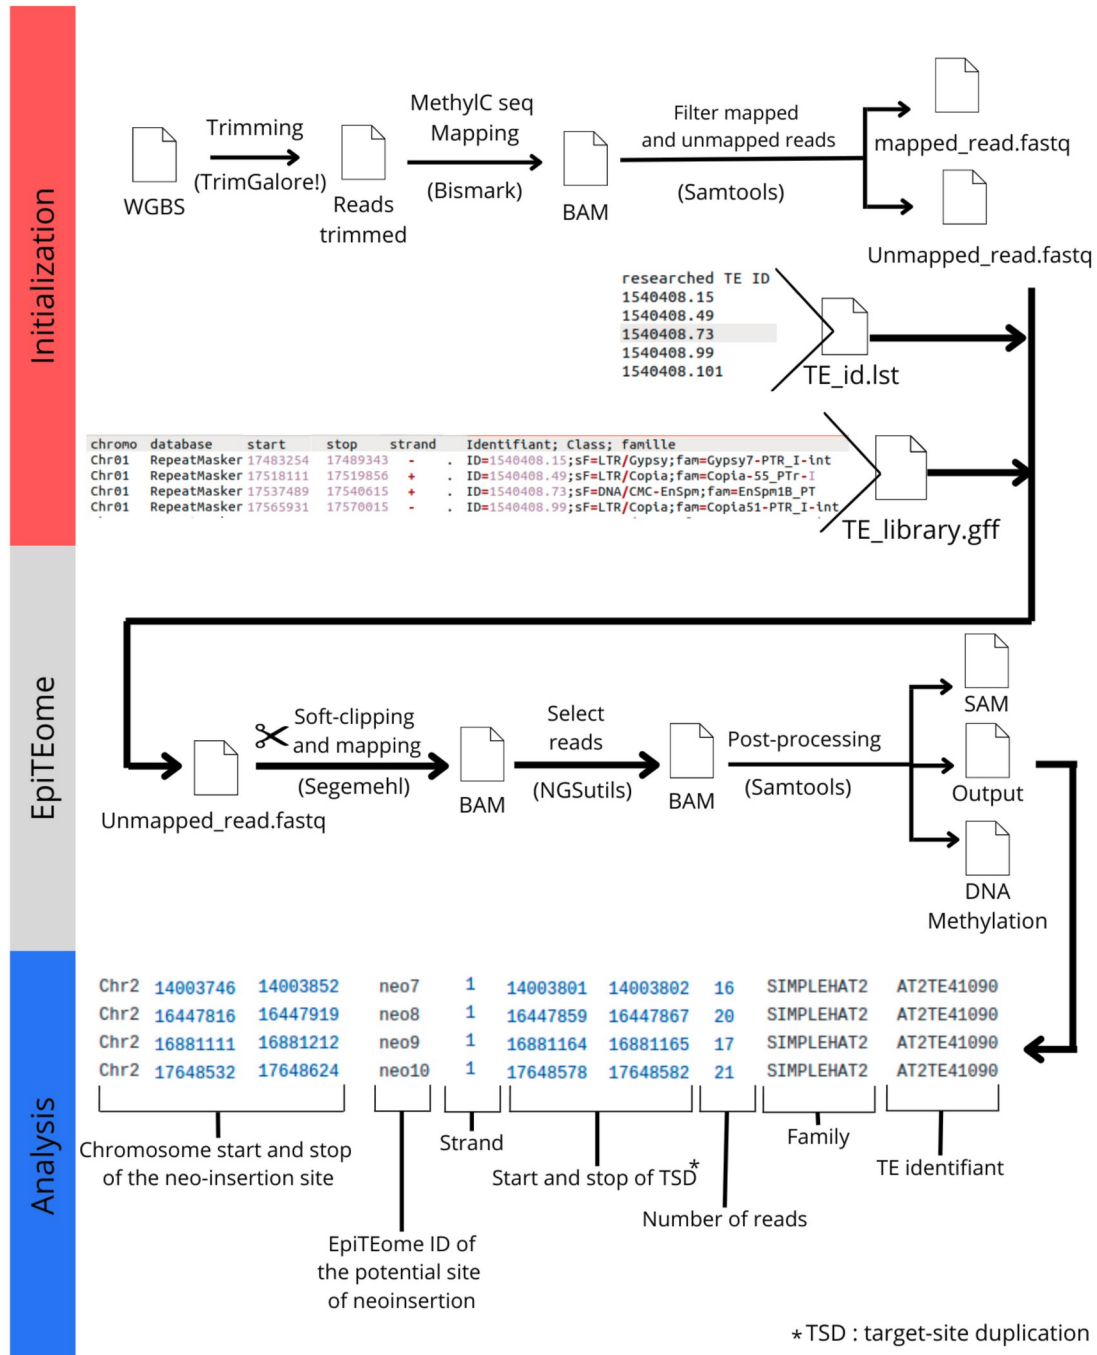 Initialization
WGBS
Trimming
(TrimGalore!)
Reads
trimmed
MethylC seq
Mapping
(Bismark)
BAM
Filter mapped
and unmapped reads
(Samtools)
mapped_read.fastq
Unmapped_read.fastq
researched TE ID
1540408.15
1540408.49
1540408.73
1540408.99
1540408.101
TE_id.lst
chromo database start stop strand Identifiant; Class; famille
Chr01 RepeatMasker 17483254 17489343 - . ID=1540408.15;sF=LTR/Gypsy;fam=Gypsy7-PTR_I-int
Chr01 RepeatMasker 17518111 17519856 + . ID=1540408.49;sF=LTR/Copia;fam=Copia-55_PTr-I
Chr01 RepeatMasker 17537489 17540615 + . ID=1540408.73;sF=DNA/CMC-EnSpm;fam=EnSpm1B_PT
Chr01 RepeatMasker 17565931 17570015 - . ID=1540408.99;sF=LTR/Copia;fam=Copia51-PTR_I-int
TE_library.gff
EpiTEome
Unmapped_read.fastq
Soft-clipping
and mapping
(Segemehl)
BAM
Select
reads
(NGSutils)
BAM
Post-processing
(Samtools)
SAM
Output
DNA
Methylation
Analysis
Chr2 14003746 14003852 neo7 1 14003801 14003802 16 SIMPLEHAT2 AT2TE41090
Chr2 16447816 16447919 neo8 1 16447859 16447867 20 SIMPLEHAT2 AT2TE41090
Chr2 16881111 16881212 neo9 1 16881164 16881165 17 SIMPLEHAT2 AT2TE41090
Chr2 17648532 17648624 neo10 1 17648578 17648582 21 SIMPLEHAT2 AT2TE41090
Chromosome start and stop
of the neo-insertion site
EpiTEome ID of
the potential site
of neoinsertion
Strand
Start and stop of TSD*
Number of reads
Family
TE identifiant
* TSD : target-site duplication